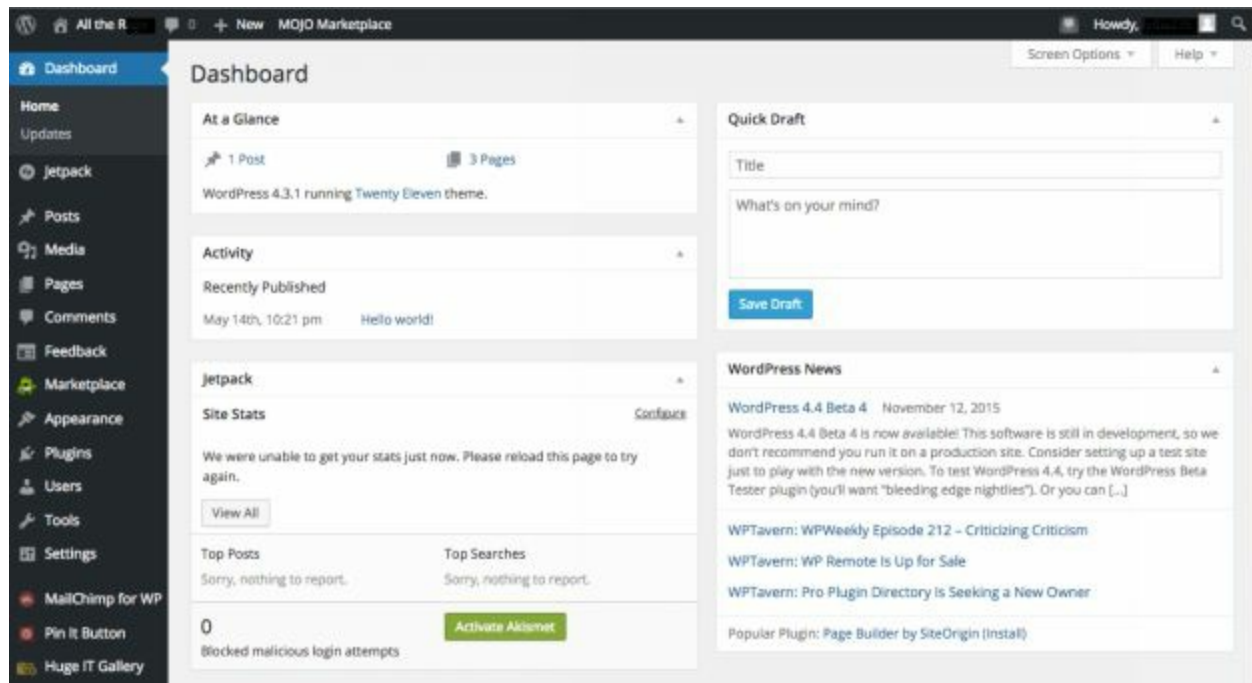 All the R
0
New
MOJO Marketplace
Howdy,
Screen Options
Help
Dashboard
Home
Updates
Jetpack
Posts
Media
Pages
Comments
Feedback
Marketplace
Appearance
Plugins
Users
Tools
Settings
MailChimp for WP
Pin It Button
Huge IT Gallery
Dashboard
At a Glance
1 Post
3 Pages
WordPress 4.3.1 running Twenty Eleven theme.
Activity
Recently Published
May 14th, 10:21 pm Hello world!
Jetpack
Site Stats
Configure
We were unable to get your stats just now. Please reload this page to try
again.
View All
Top Posts
Sorry, nothing to report.
Top Searches
Sorry, nothing to report.
0
Blocked malicious login attempts
Activate Akismet
Quick Draft
Title
What's on your mind?
Save Draft
WordPress News
WordPress 4.4 Beta 4 November 12, 2015
WordPress 4.4 Beta 4 is now available! This software is still in development, so we
don't recommend you run it on a production site. Consider setting up a test site
just to play with the new version. To test WordPress 4.4, try the WordPress Beta
Tester plugin (you'll want "bleeding edge nightlies"). Or you can [...]
WPTavern: WPWeekly Episode 212 – Criticizing Criticism
WPTavern: WP Remote Is Up for Sale
WPTavern: Pro Plugin Directory Is Seeking a New Owner
Popular Plugin: Page Builder by SiteOrigin (Install)